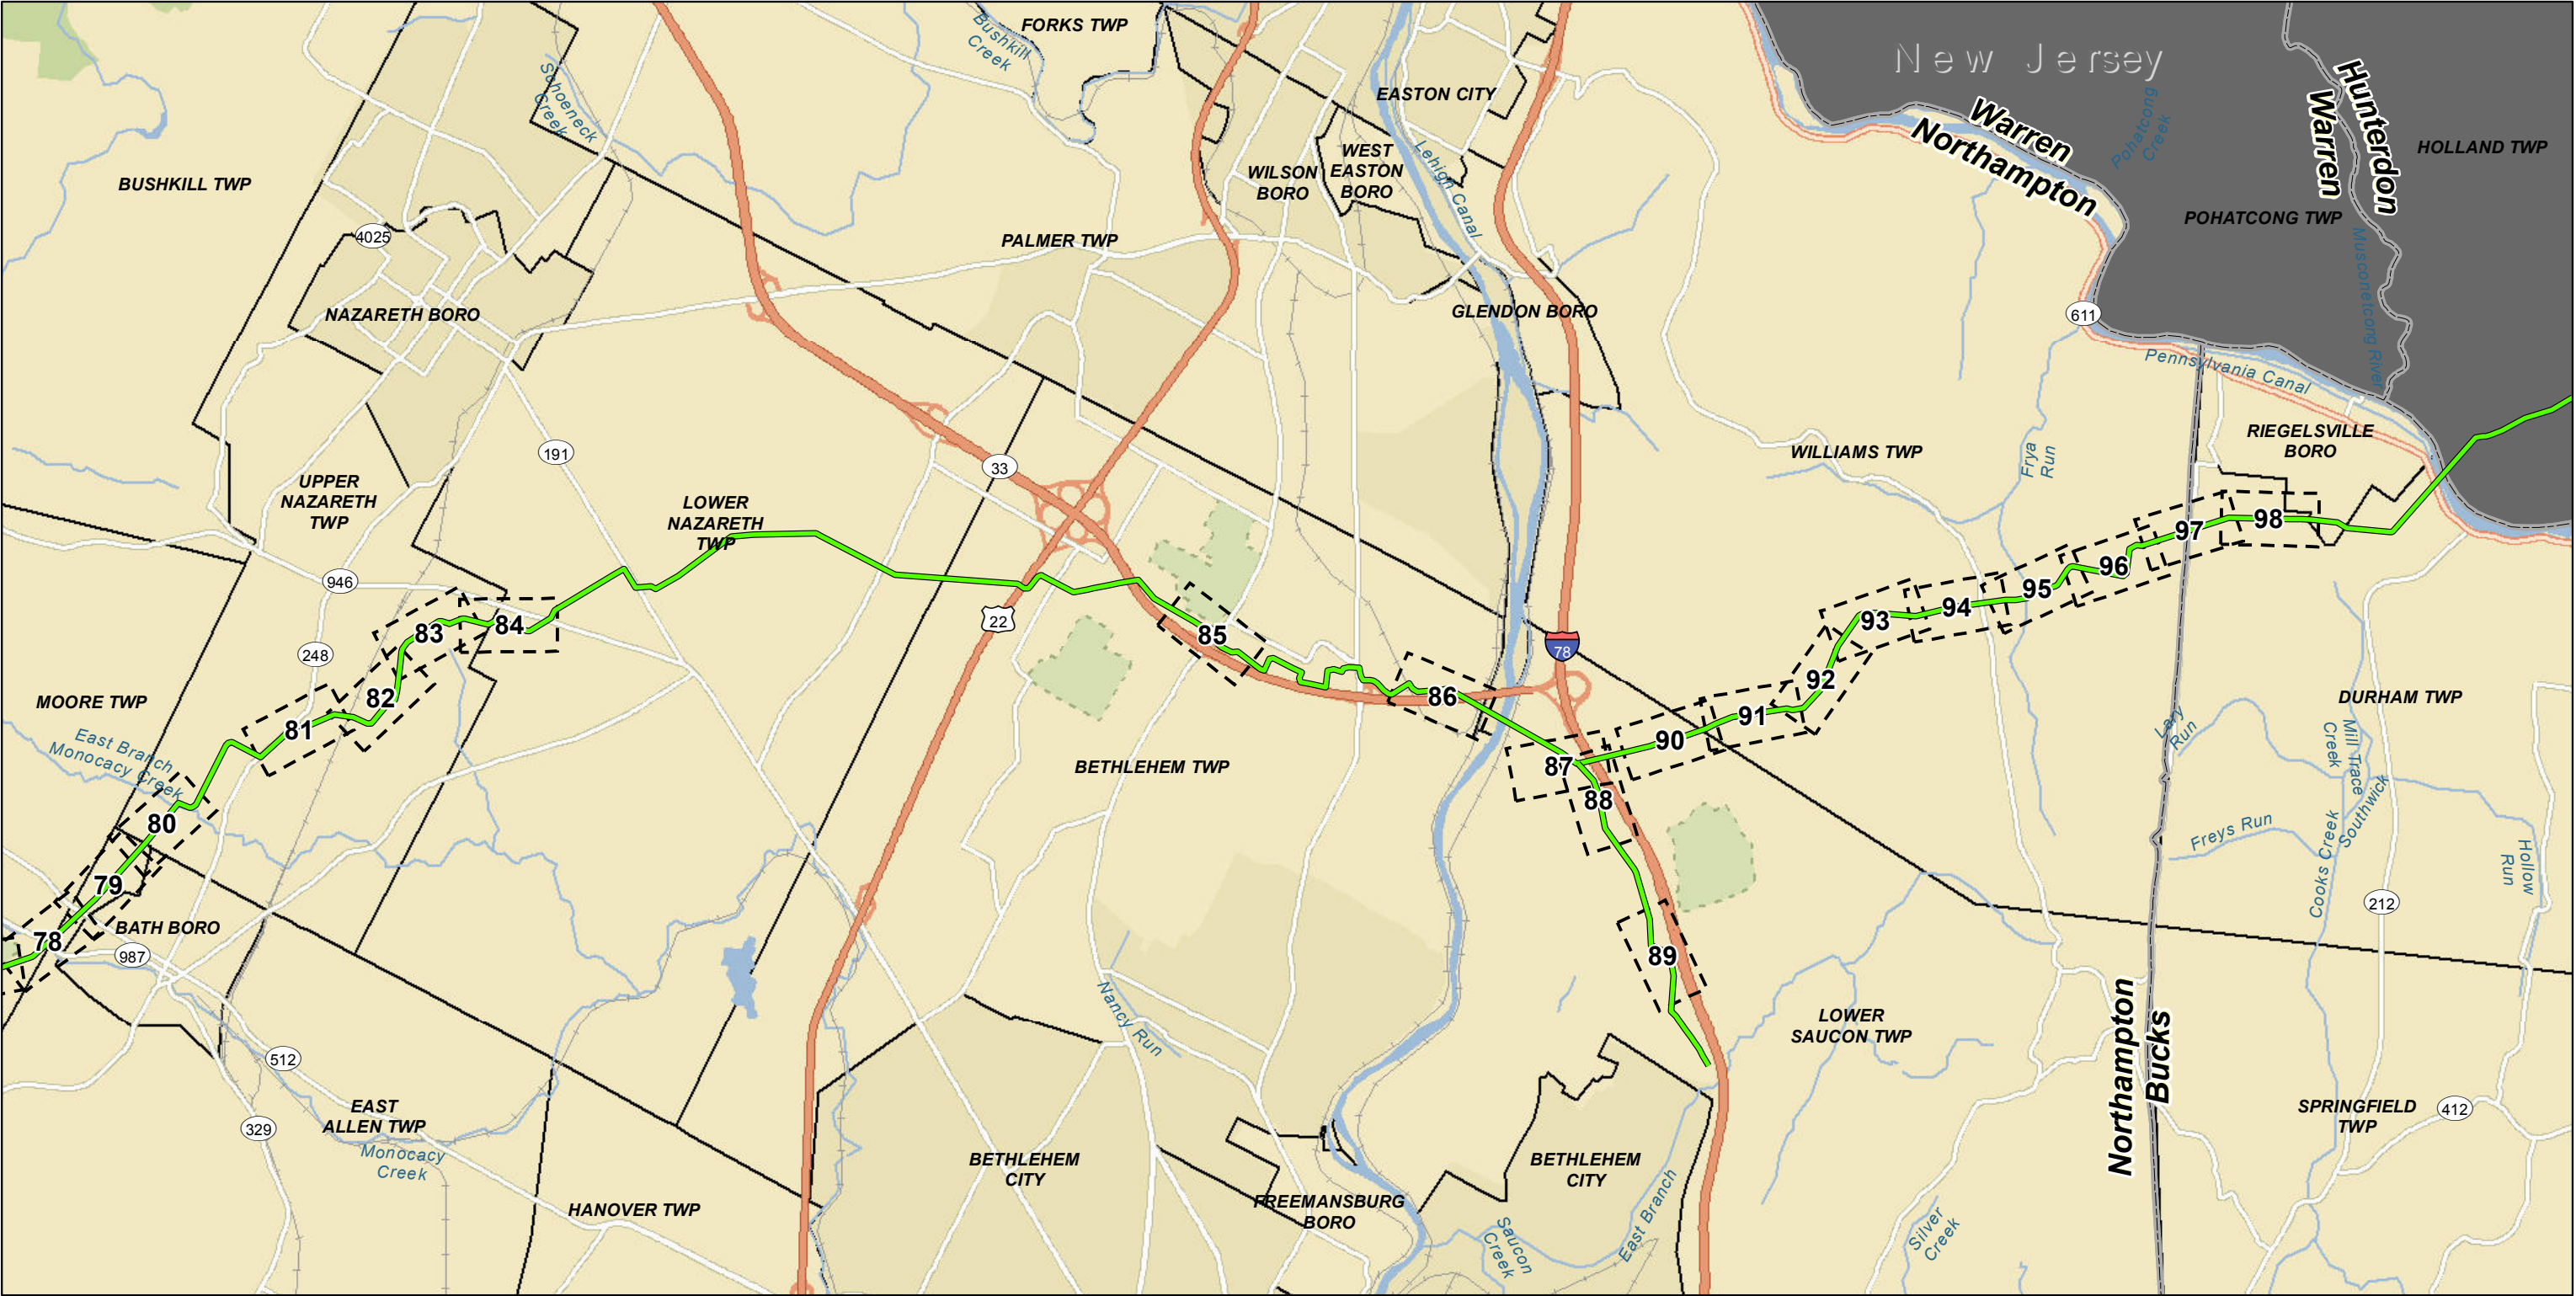 FORKS TWP
Bushkill
Creek
New Jersey
Schoeneck
Creek
EASTON CITY
Warren
Northampton
Pohatcong
Creek
Hunterdon
Warren
HOLLAND TWP
BUSHKILL TWP
WEST
EASTON
BORO
WILSON
BORO
Lehigh Canal
POHATCONG TWP
4025
PALMER TWP
Musconetcong River
NAZARETH BORO
GLENDON BORO
611
Pennsylvania Canal
191
33
WILLIAMS TWP
Frya
Run
RIEGELSVILLE
BORO
UPPER
NAZARETH
TWP
LOWER
NAZARETH
TWP
98
97
96
95
94
93
92
91
90
946
83
84
22
85
248
78
82
81
86
87
88
89
MOORE TWP
East Branch
Monocacy Creek
BETHLEHEM TWP
DURHAM TWP
Lary
Run
Mill Trace
Creek
Southwick
Freys Run
Cooks Creek
Hollow
Run
80
79
78
BATH BORO
987
212
Nancy Run
LOWER
SAUCON TWP
Northampton
Bucks
512
329
EAST
ALLEN TWP
Monocacy
Creek
SPRINGFIELD
TWP
412
BETHLEHEM
CITY
BETHLEHEM
CITY
HANOVER TWP
FREEMANSBURG
BORO
Saucon
Creek
East Branch
Silver
Creek